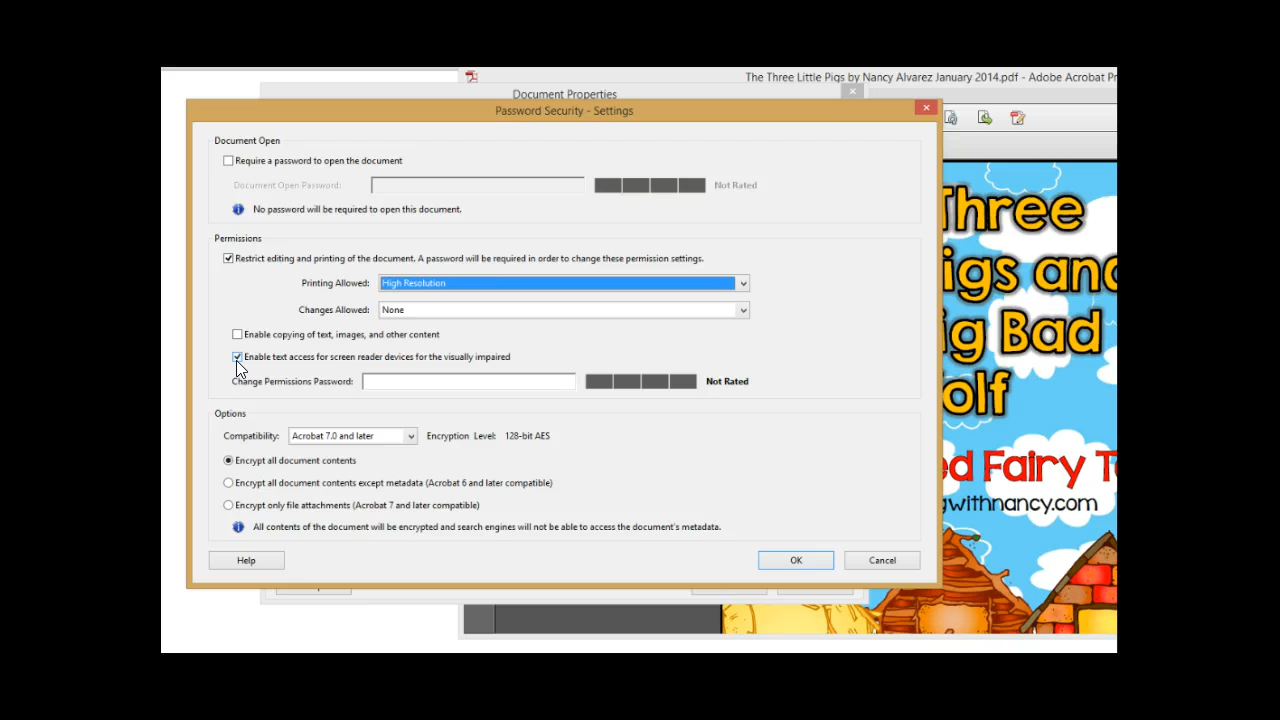 The Three Little Pigs by Nancy Alvarez January 2014.pdf - Adobe Acrobat Pr
Document Properties
Password Security - Settings
Document Open
Require a password to open the document
Document Open Password:
Not Rated
No password will be required to open this document.
Permissions
Restrict editing and printing of the document. A password will be required in order to change these permission settings.
Printing Allowed: High Resolution
Changes Allowed: None
Enable copying of text, images, and other content
Enable text access for screen reader devices for the visually impaired
Change Permissions Password:
Not Rated
Options
Compatibility: Acrobat 7.0 and later Encryption Level: 128-bit AES
Encrypt all document contents
Encrypt all document contents except metadata (Acrobat 6 and later compatible)
Encrypt only file attachments (Acrobat 7 and later compatible)
All contents of the document will be encrypted and search engines will not be able to access the document's metadata.
Help
OK
Cancel
Three
igs and
ig Bad
olf
ed Fairy T
gwithnancy.com